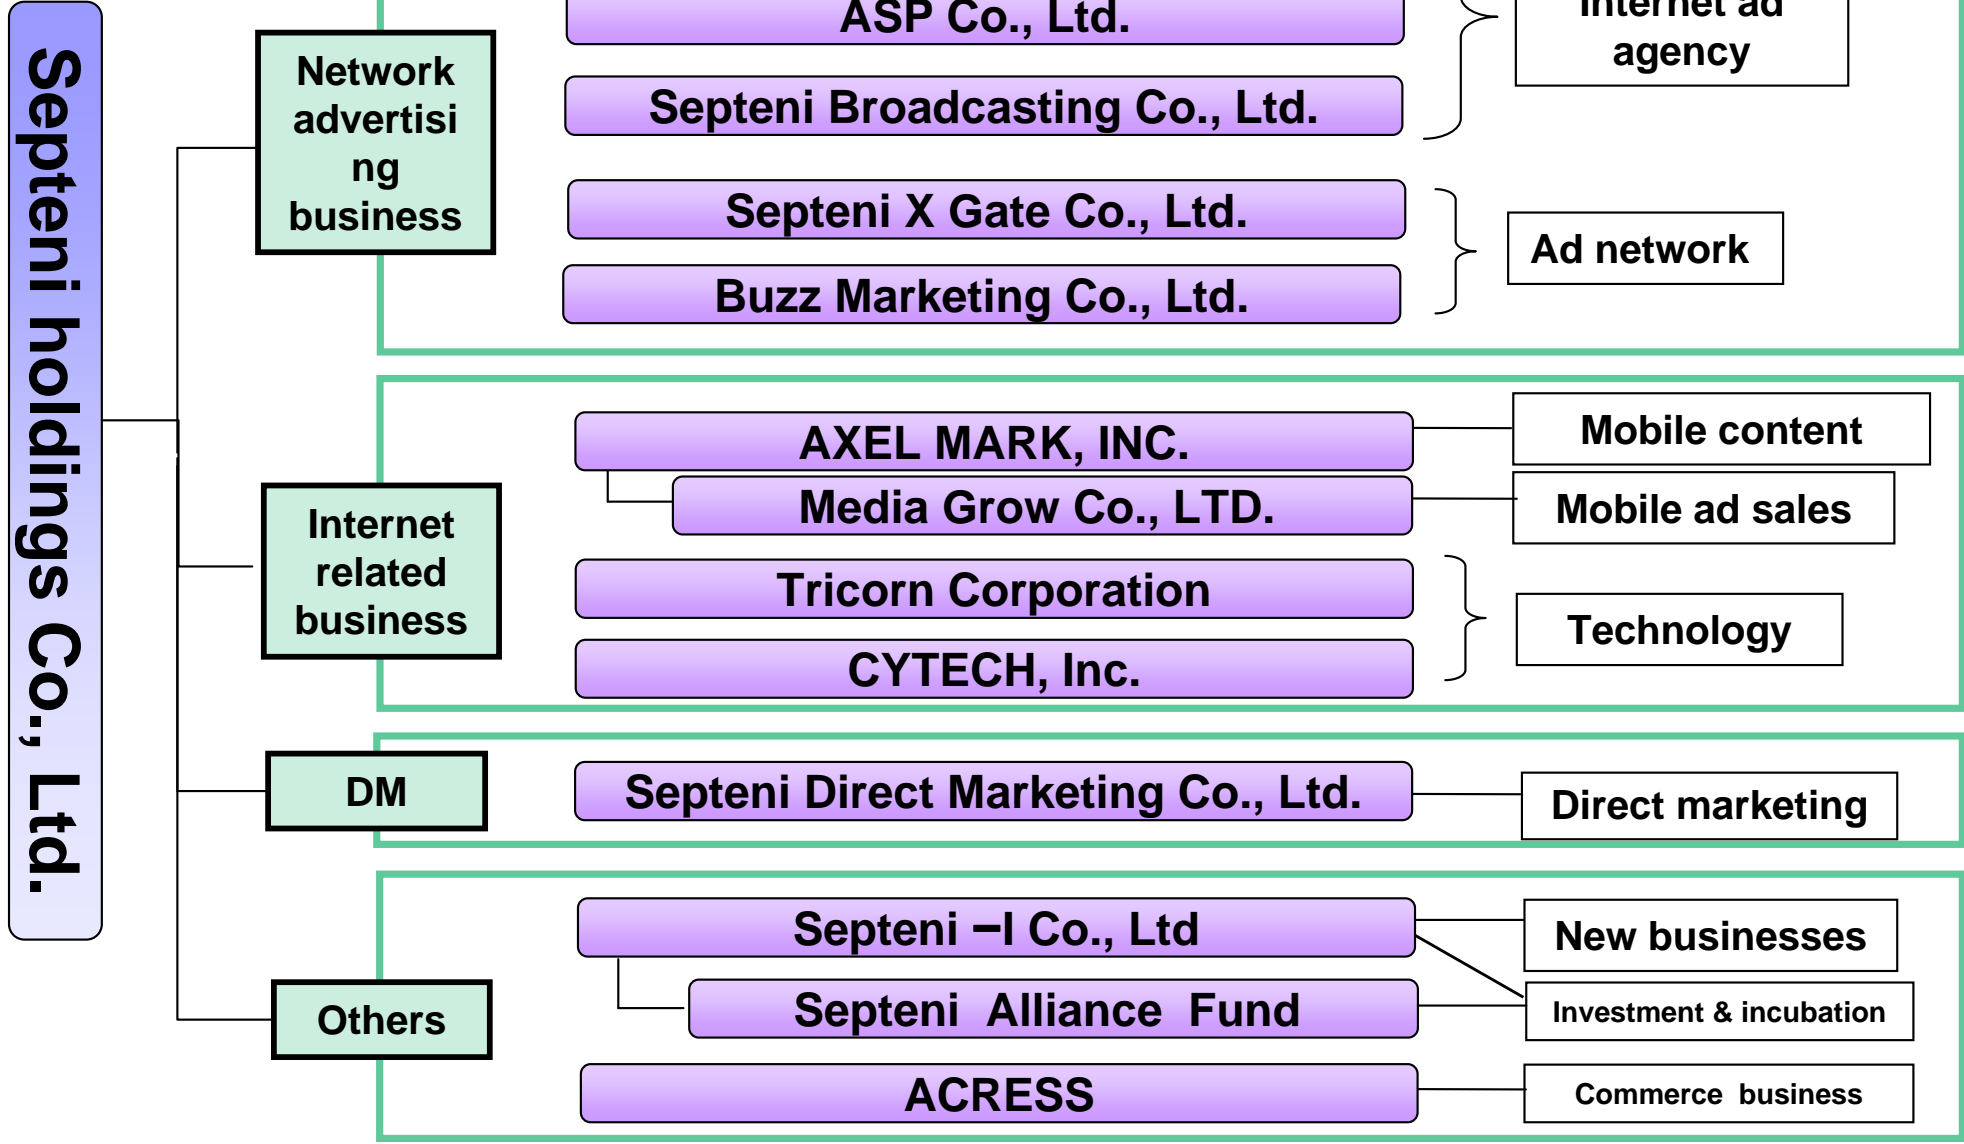 Septeni holdings Co., Ltd.
Network
advertisi
ng
business
ASP Co., Ltd.
Internet ad
agency
Septeni Broadcasting Co., Ltd.
Septeni X Gate Co., Ltd.
Ad network
Buzz Marketing Co., Ltd.
Internet
related
business
AXEL MARK, INC.
Mobile content
Media Grow Co., LTD.
Mobile ad sales
Tricorn Corporation
Technology
CYTECH, Inc.
DM
Septeni Direct Marketing Co., Ltd.
Direct marketing
Others
Septeni –I Co., Ltd
New businesses
Septeni Alliance Fund
Investment & incubation
ACRESS
Commerce business